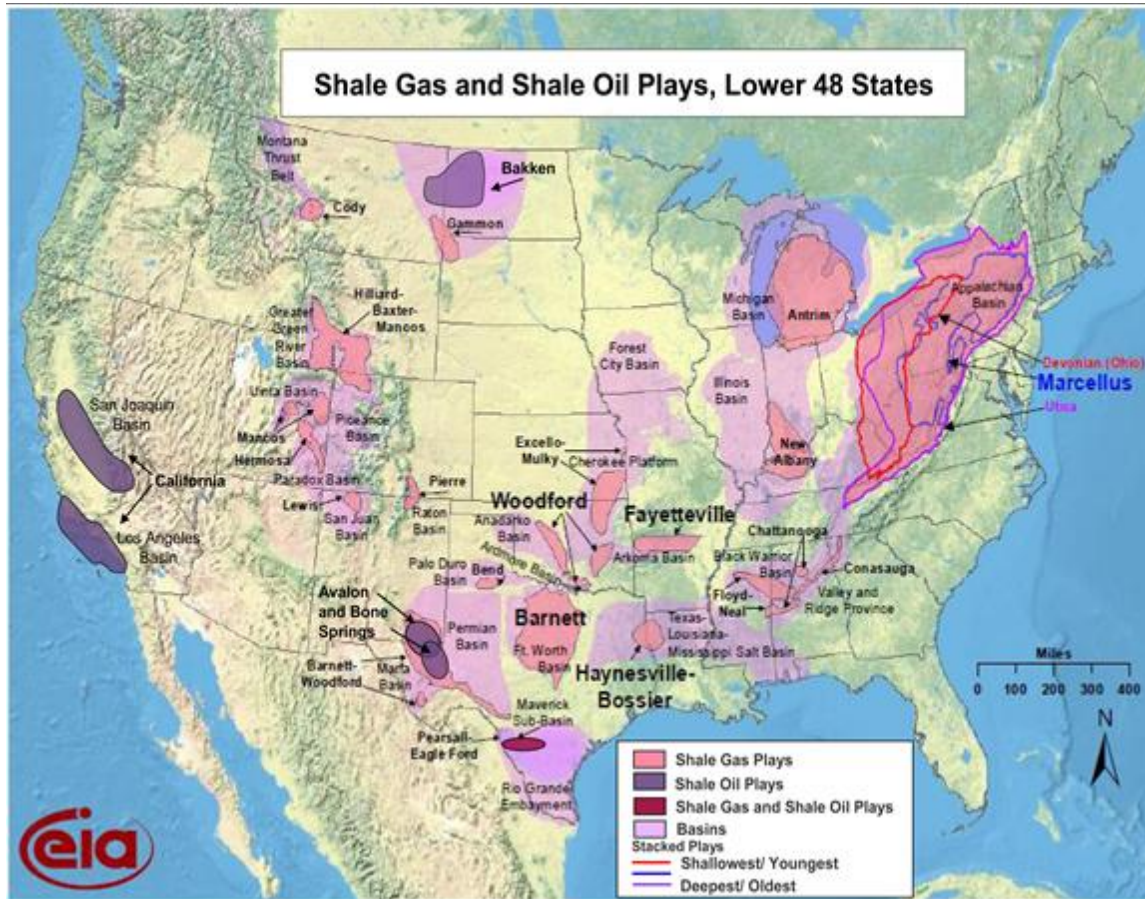 Shale Gas and Shale Oil Plays, Lower 48 States
Montana
Thrust
Belt
Cody
Bakken
Gammon
Hilliard-
Baxter-
Mancos
Greater
Green
River
Basin
Uinta Basin
Piceance
Basin
Mancos
Hermosa
Paradox Basin
Lewis
San Juan
Basin
Pierre
Raton
Basin
San Joaquin
Basin
California
Los Angeles
Basin
Michigan
Basin
Antrim
Appalachian
Basin
Devonian (Ohio)
Marcellus
Utica
Forest
City Basin
Illinois
Basin
New
Albany
Excello-
Mulky
Cherokee Platform
Woodford
Anadarko
Basin
Ardmore Basin
Arkoma Basin
Fayetteville
Chattanooga
Black Warrior
Basin
Conasauga
Floyd-
Neal
Valley and
Ridge Province
Palo Duro
Basin
Bend
Avalon
and Bone
Springs
Permian
Basin
Barnett
Ft. Worth
Basin
Barnett-
Woodford
Marfa
Basin
Texas-
Louisiana-
Mississippi Salt Basin
Haynesville-
Bossier
Maverick
Sub-Basin
Pearsall-
Eagle Ford
Rio Grande
Embayment
Miles
0 100 200 300 400
N
Shale Gas Plays
Shale Oil Plays
Shale Gas and Shale Oil Plays
Basins
Stacked Plays
Shallowest/ Youngest
Deepest/ Oldest
eia